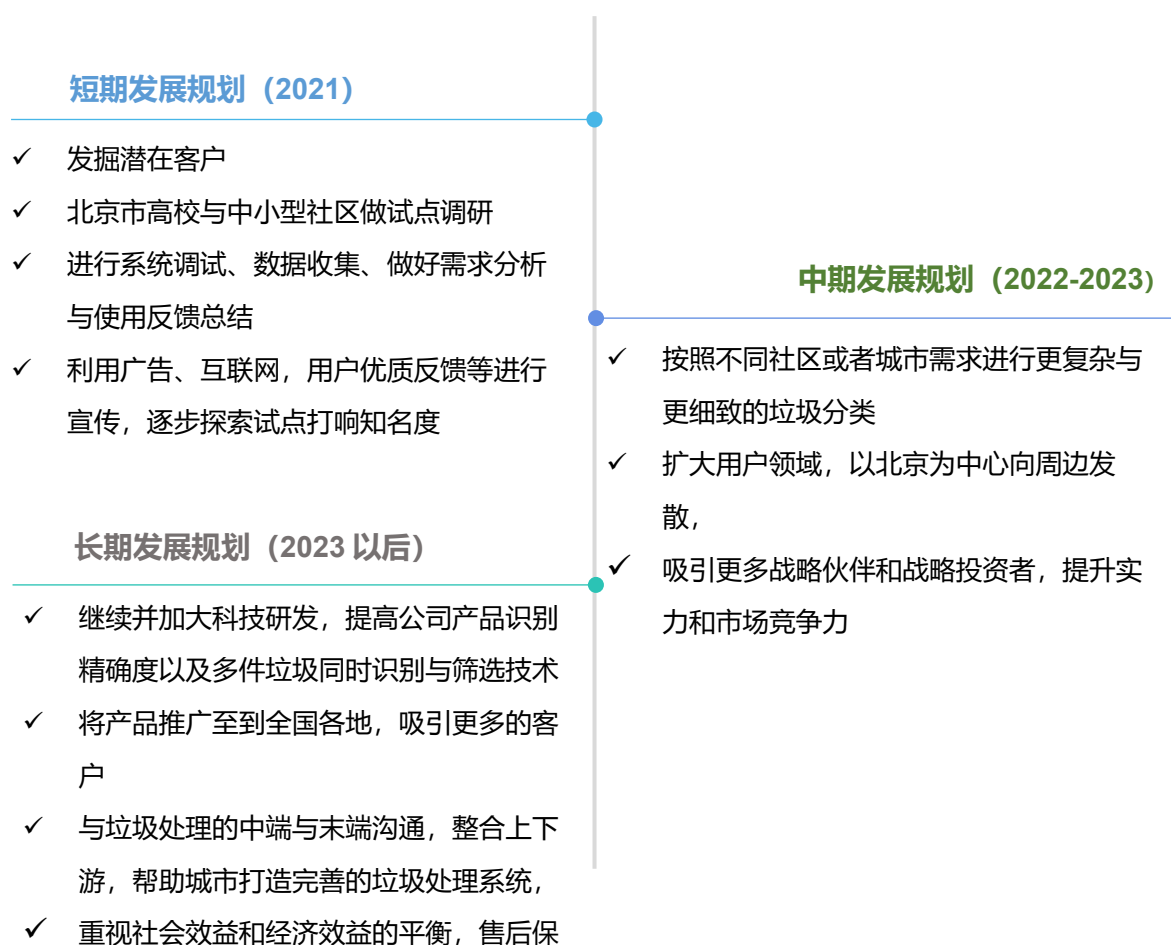 短期发展规划（2021）
✓ 发掘潜在客户
✓ 北京市高校与中小型社区做试点调研
✓ 进行系统调试、数据收集、做好需求分析
与使用反馈总结
✓ 利用广告、互联网，用户优质反馈等进行
宣传，逐步探索试点打响知名度
中期发展规划（2022-2023）
✓ 按照不同社区或者城市需求进行更复杂与
更细致的垃圾分类
✓ 扩大用户领域，以北京为中心向周边发
散，
✓ 吸引更多战略伙伴和战略投资者，提升实
力和市场竞争力
长期发展规划（2023 以后）
✓ 继续并加大科技研发，提高公司产品识别
精确度以及多件垃圾同时识别与筛选技术
✓ 将产品推广至到全国各地，吸引更多的客
户
✓ 与垃圾处理的中端与末端沟通，整合上下
游，帮助城市打造完善的垃圾处理系统，
✓ 重视社会效益和经济效益的平衡，售后保